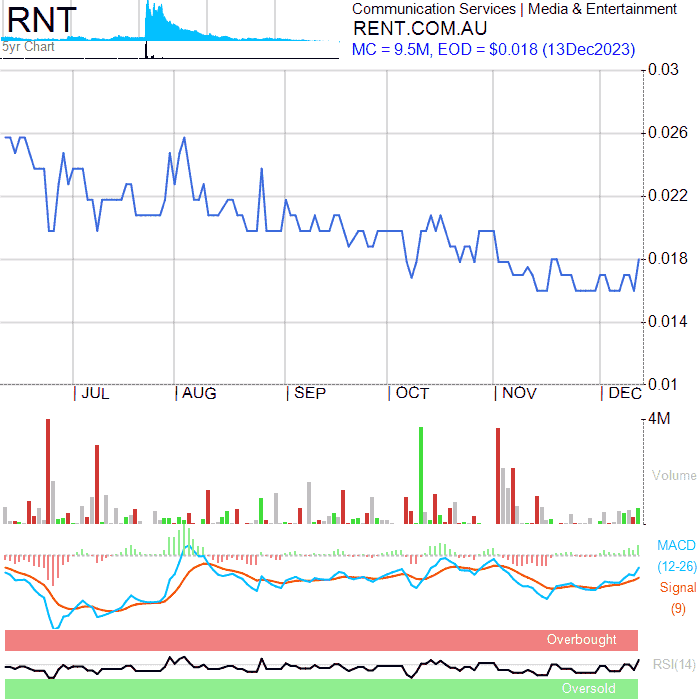 RNT
Communication Services | Media & Entertainment
RENT.COM.AU
MC = 9.5M, EOD = $0.018 (13Dec2023)
5yr Chart
0.03
0.026
0.022
0.018
0.014
0.01
| JUL
| AUG
| SEP
| OCT
| NOV
| DEC
4M
Volume
MACD
(12-26)
Signal
(9)
Overbought
RSI(14)
Oversold